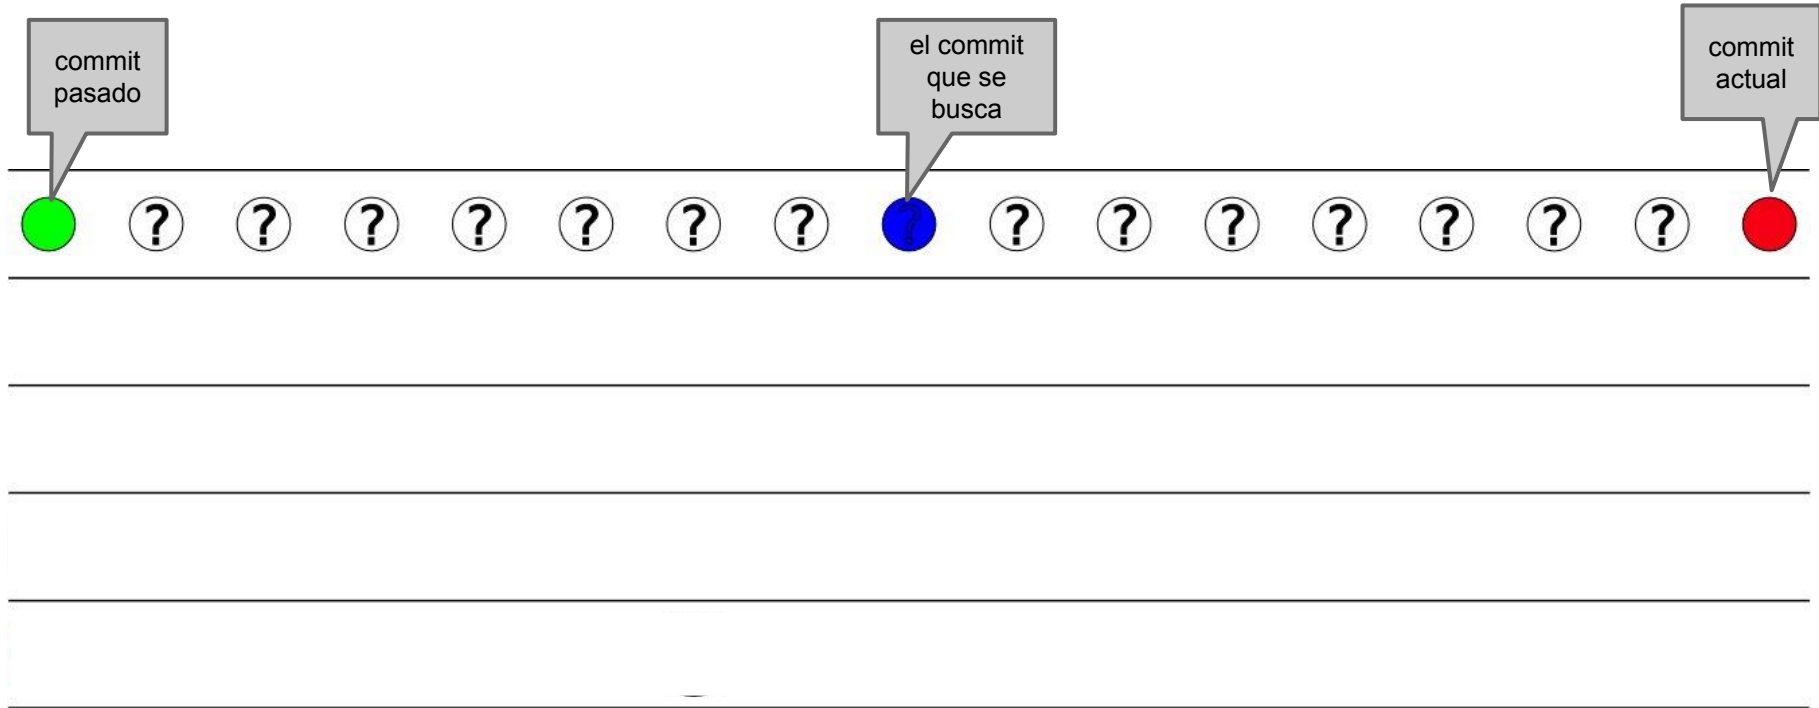 commit
pasado
el commit
que se
busca
commit
actual
? ? ? ? ? ? ? ? ? ? ? ? ? ? ?